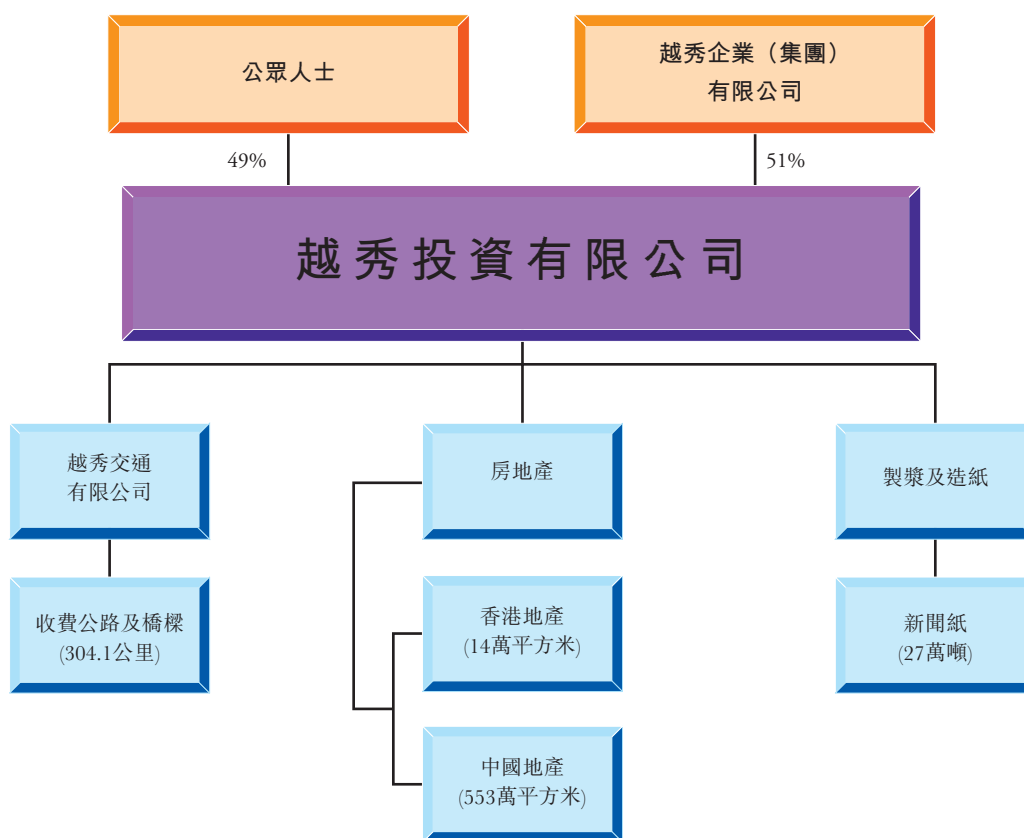 公眾人士
越秀企業（集團）
有限公司
49%
51%
越秀投資有限公司
越秀交通
有限公司
房地產
製漿及造紙
收費公路及橋樑
(304.1公里)
香港地產
(14萬平方米)
新聞紙
(27萬噸)
中國地產
(553萬平方米)